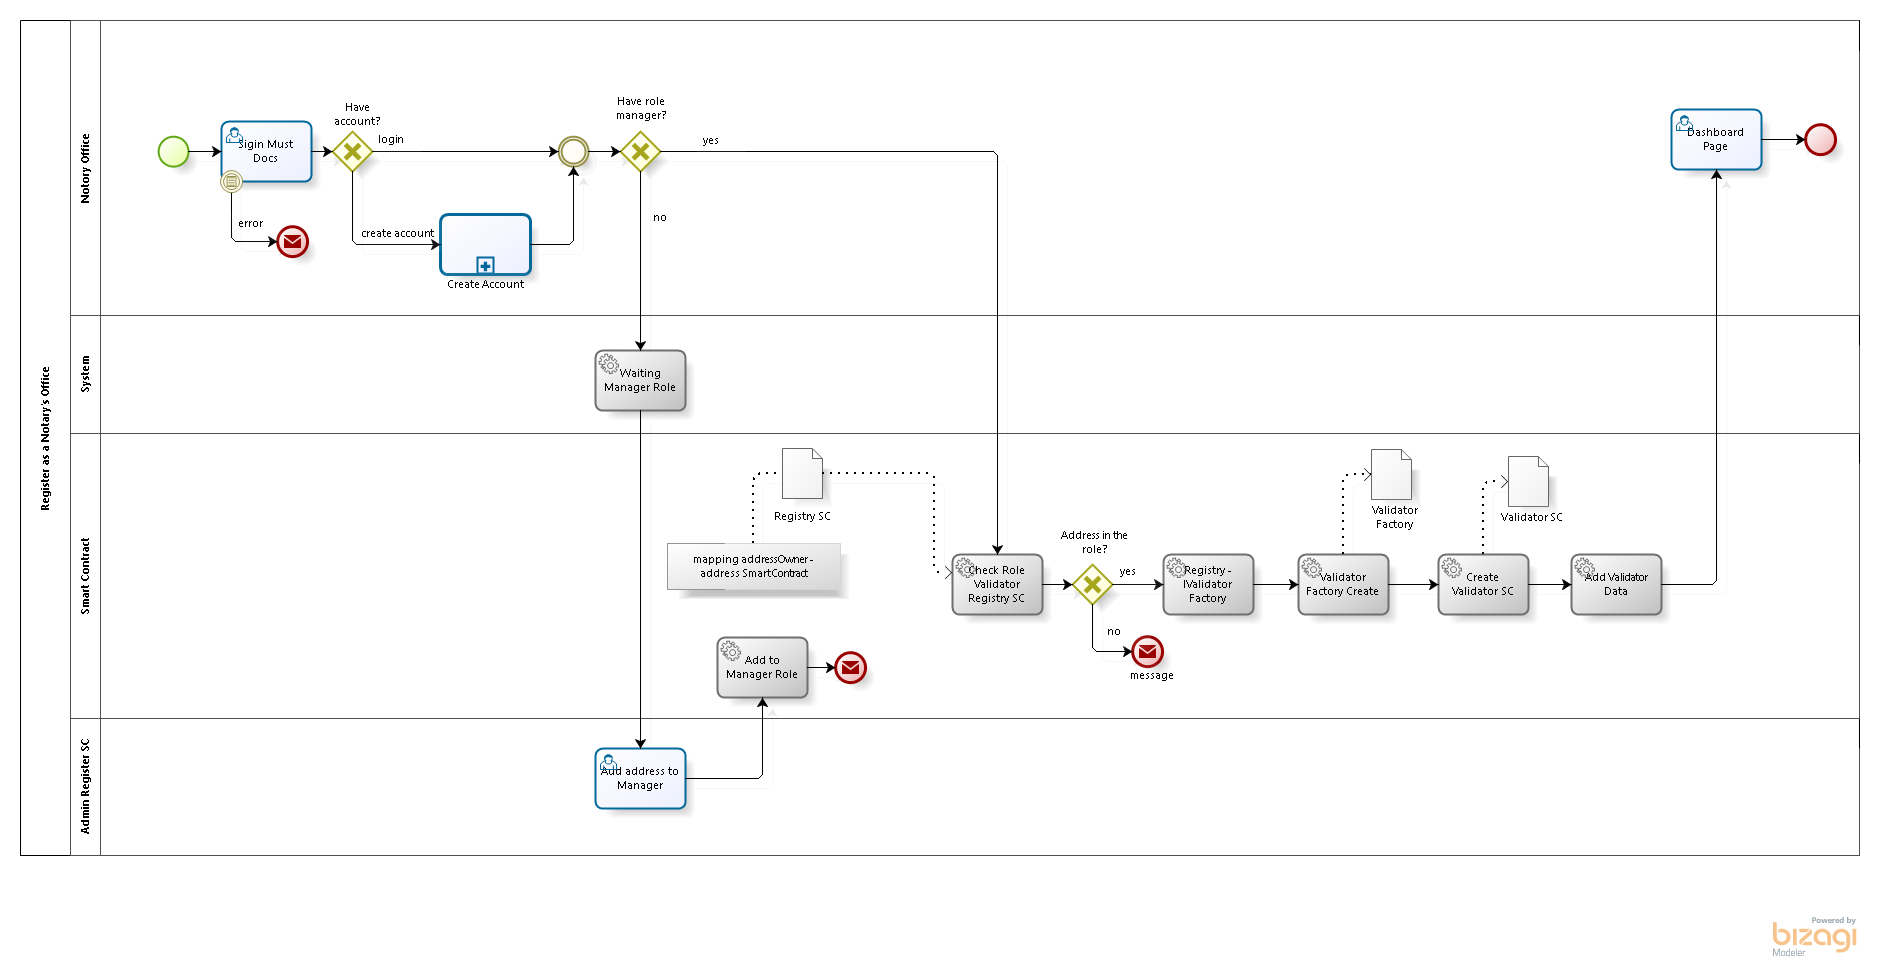 Register as a Notary's Office
Notory Office
Have
account?
login
Sigin Must
Docs
error
create account
Create Account
Have role
manager?
yes
no
Dashboard
Page
System
Waiting
Manager Role
Smart Contract
Registry SC
mapping addressOwner-
address SmartContract
Check Role
Validator
Registry SC
Address in the
role?
yes
no
message
Registry -
IValidator
Factory
Validator
Factory Create
Validator
Factory
Create
Validator SC
Validator SC
Add Validator
Data
Add to
Manager Role
Admin Register SC
Add address to
Manager
Powered by
bizagi
Modeler